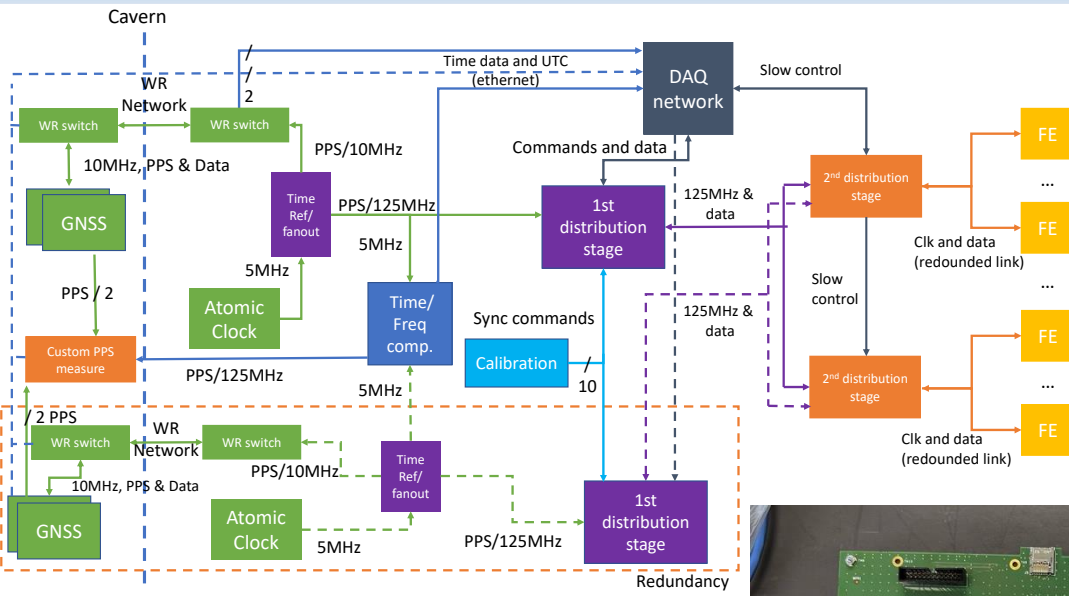 Cavern
Time data and UTC
(ethernet)
DAQ
network
Slow control
WR
Network
2
WR switch
WR switch
FE
PPS/10MHz
10MHz, PPS & Data
Commands and data
...
GNSS
Time
Ref/
fanout
PPS/125MHz
1st
distribution
stage
125MHz &
data
2nd distribution
stage
FE
5MHz
5MHz
Clk and data
(redounded link)
PPS / 2
Atomic
Clock
Time/
Freq
comp.
Slow
control
...
Sync commands
125MHz &
data
FE
Custom PPS
measure
PPS/125MHz
Calibration
10
2nd distribution
stage
...
5MHz
/ 2 PPS
WR switch
WR
Network
WR switch
FE
PPS/10MHz
Time
Ref/
fanout
Clk and data
(redounded link)
10MHz, PPS & Data
GNSS
Atomic
Clock
5MHz
PPS/125MHz
1st
distribution
stage
Redundancy